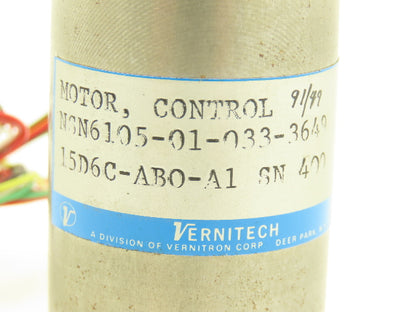 MOTOR, CONTROL 91/49
NSN6105-01-033-3649
15D6C-ABO-A1 SN 400
V VERNITECH
A DIVISION OF VERNITRON CORP DEER PARK, N.Y.